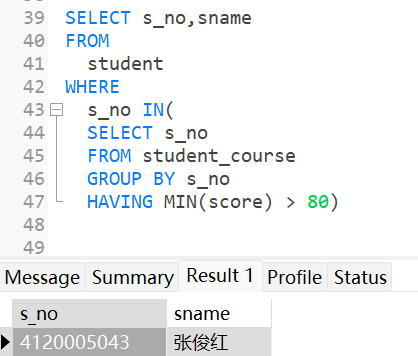 39 SELECT s_no,sname
40 FROM
41 student
42 WHERE
43 s_no IN(
44 SELECT s_no
45 FROM student_course
46 GROUP BY s_no
47 HAVING MIN(score) > 80)
48
49
Message Summary Result 1 Profile Status
s_no sname
4120005043 张俊红